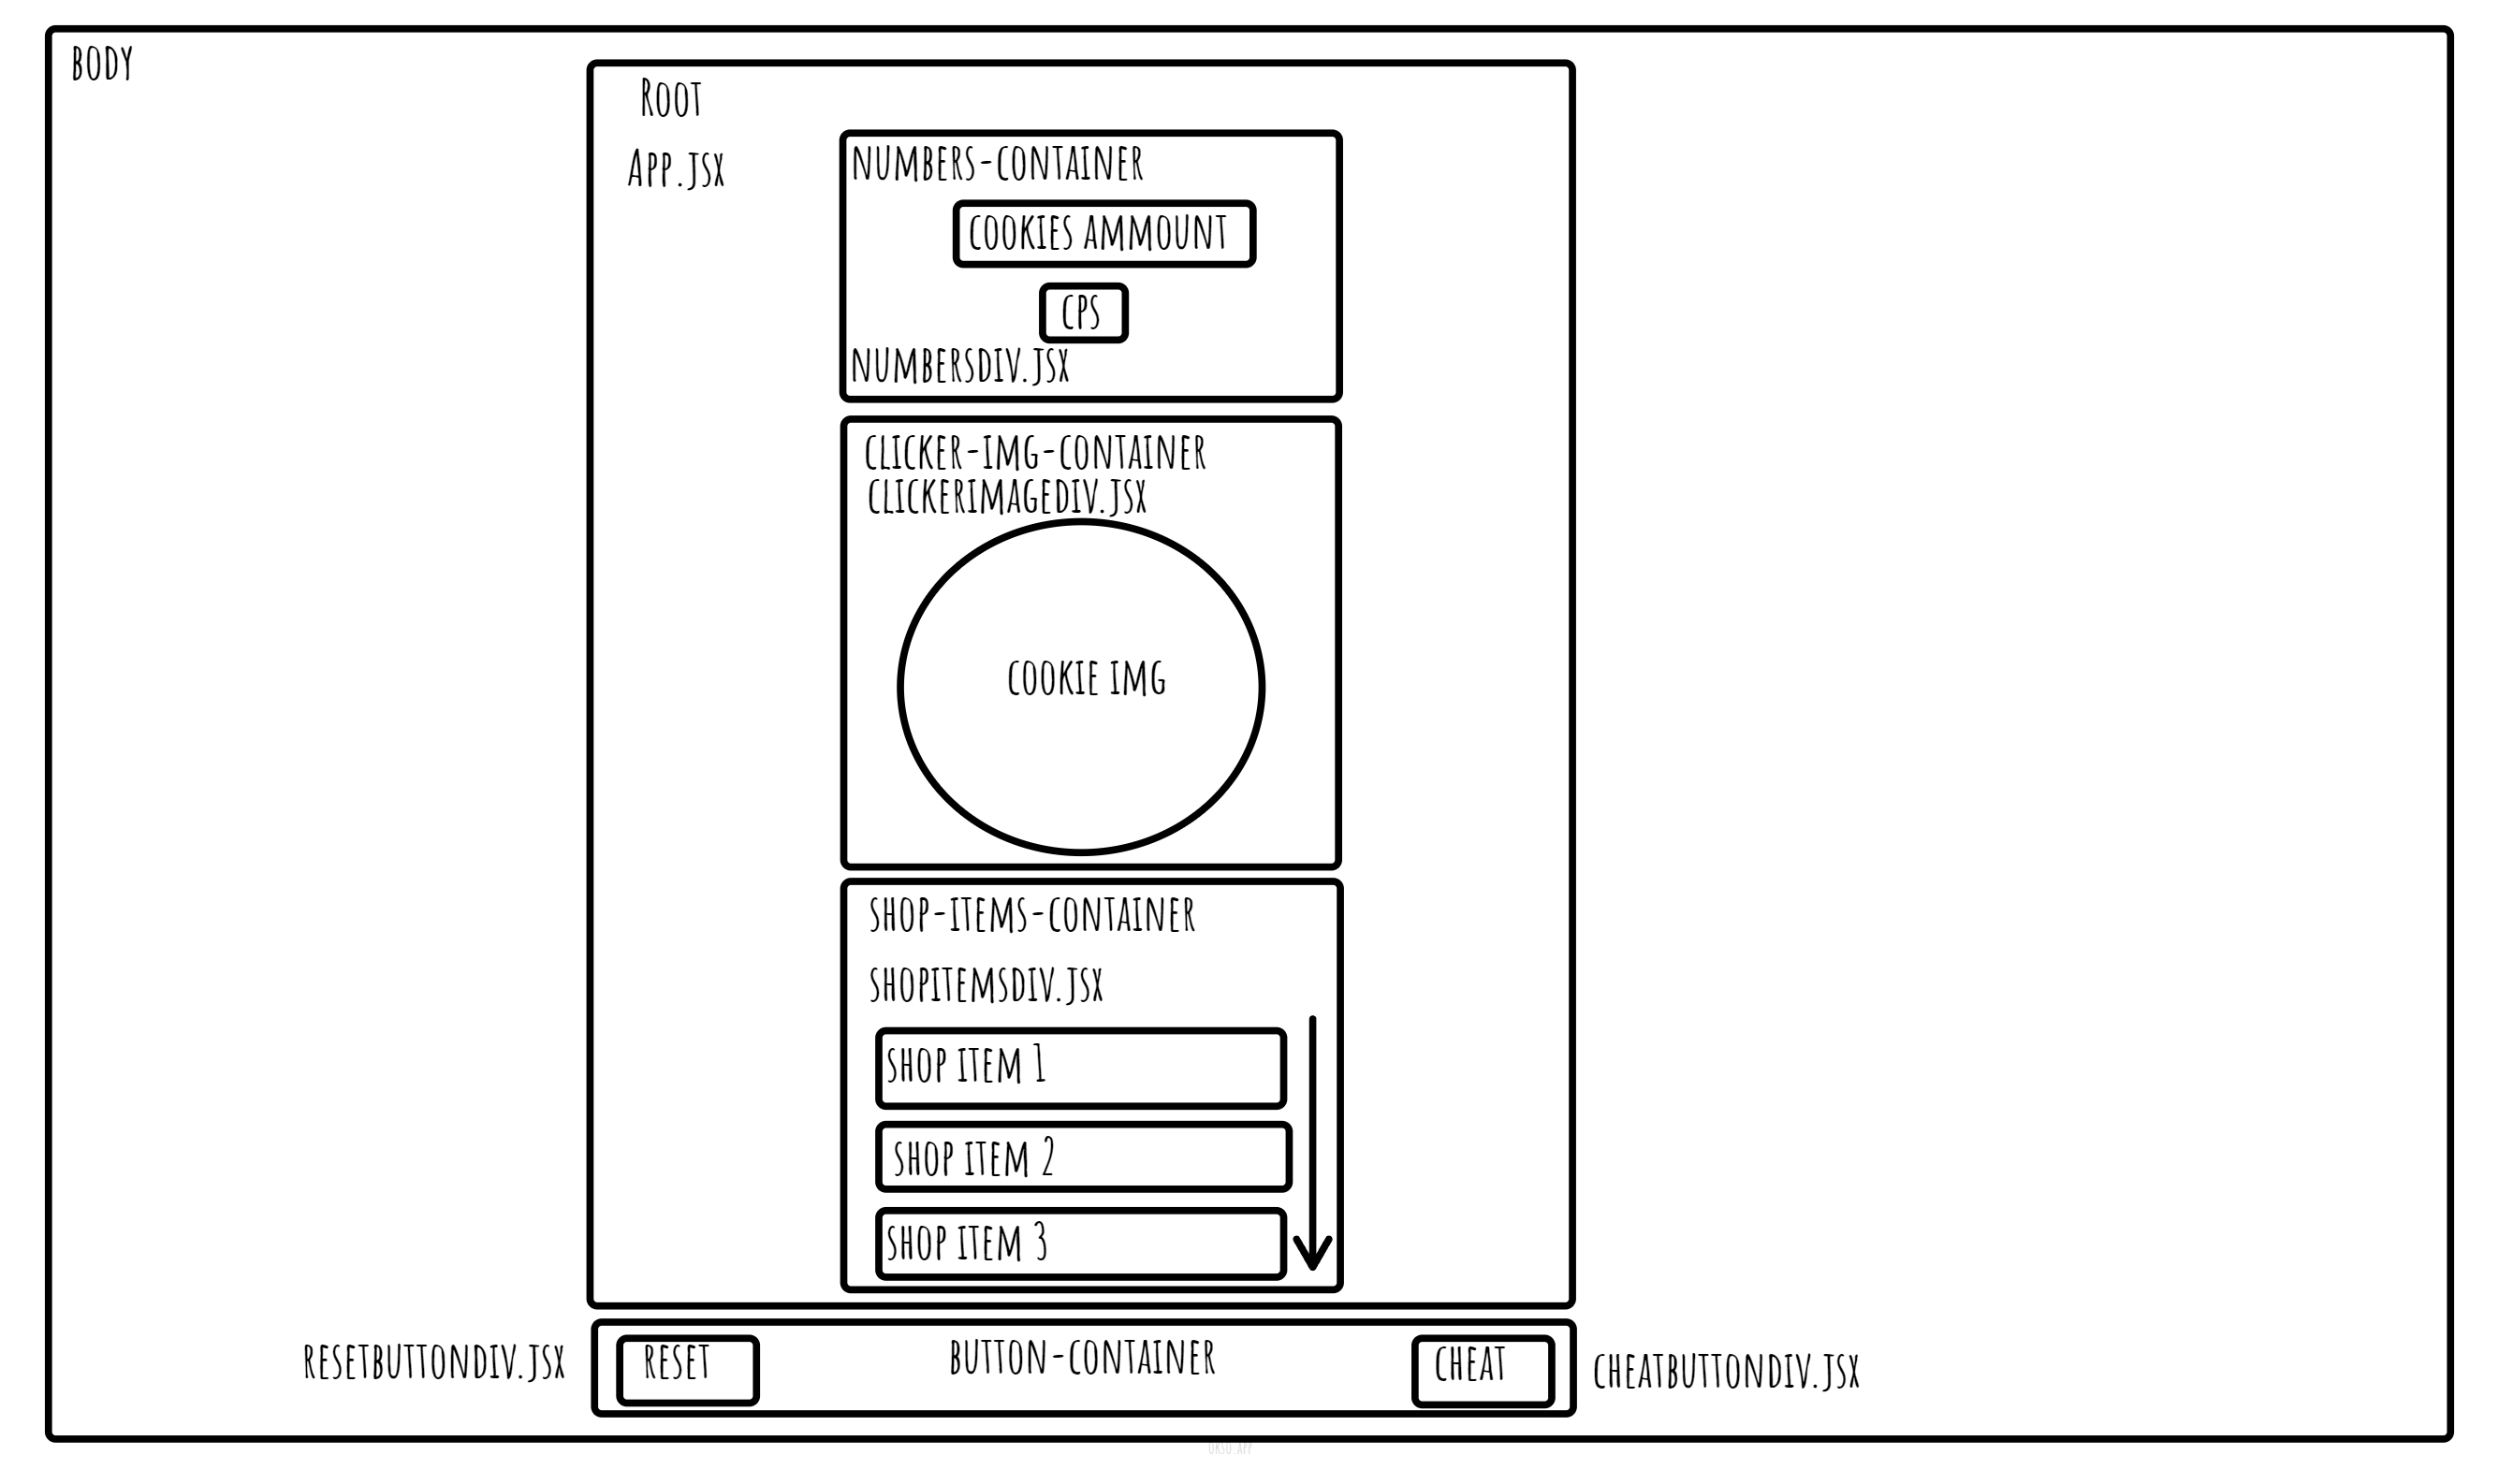 BODY
ROOT
APP.JSX
NUMBERS-CONTAINER
COOKIES AMMOUNT
CPS
NUMBERSDIV.JSX
CLICKER-IMG-CONTAINER
CLICKERIMAGEDIV.JSX
COOKIE IMG
SHOP-ITEMS-CONTAINER
SHOPITEMSDIV.JSX
SHOP ITEM 1
SHOP ITEM 2
SHOP ITEM 3
RESETBUTTONDIV.JSX
RESET
BUTTON-CONTAINER
CHEAT
CHEATBUTTONDIV.JSX